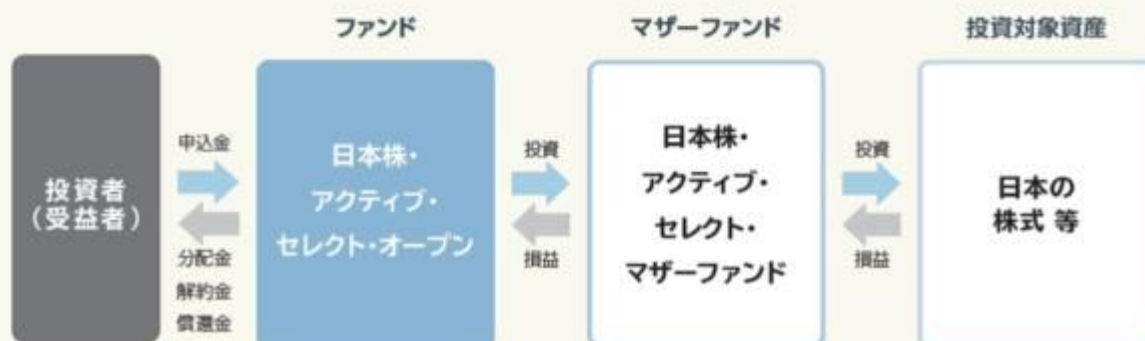 ファンド
マザーファンド
投資対象資産
投資者
(受益者)
申込金
分配金
解約金
償還金
日本株・
アクティブ・
セレクト・オープン
投資
損益
日本株・
アクティブ・
セレクト・
マザーファンド
投資
損益
日本の
株式 等